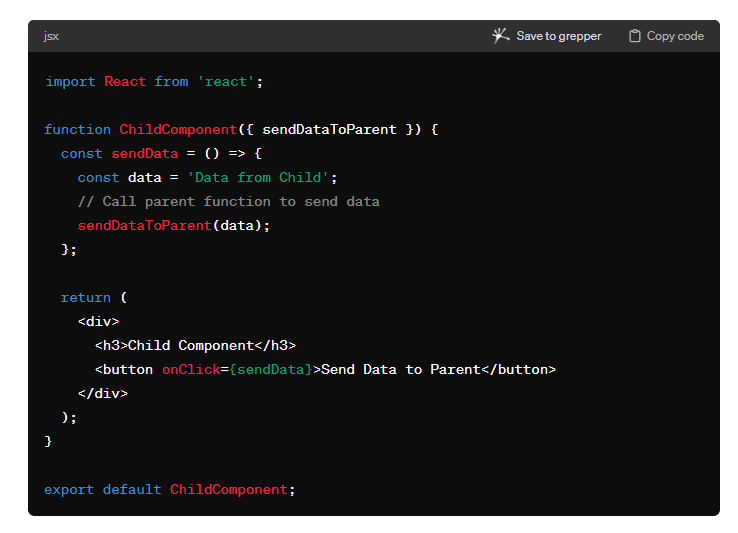 jsx
Save to grepper
Copy code
import React from 'react';
function ChildComponent({ sendDataToParent }) {
  const sendData = () => {
    const data = 'Data from Child';
    // Call parent function to send data
    sendDataToParent(data);
  };
  return (
    <div>
      <h3>Child Component</h3>
      <button onClick={sendData}>Send Data to Parent</button>
    </div>
  );
}
export default ChildComponent;